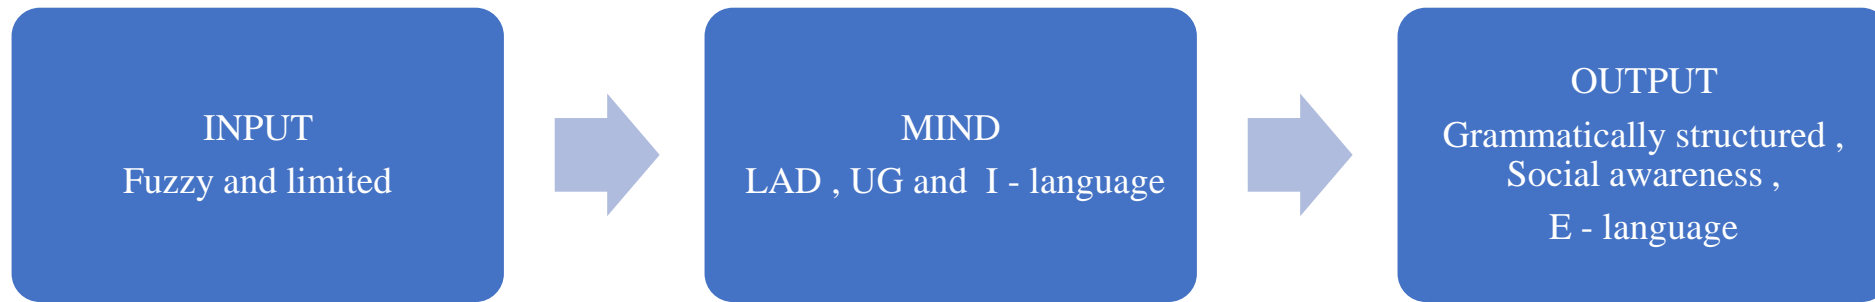 INPUT
Fuzzy and limited
MIND
LAD , UG and I - language
OUTPUT
Grammatically structured ,
Social awareness ,
E - language